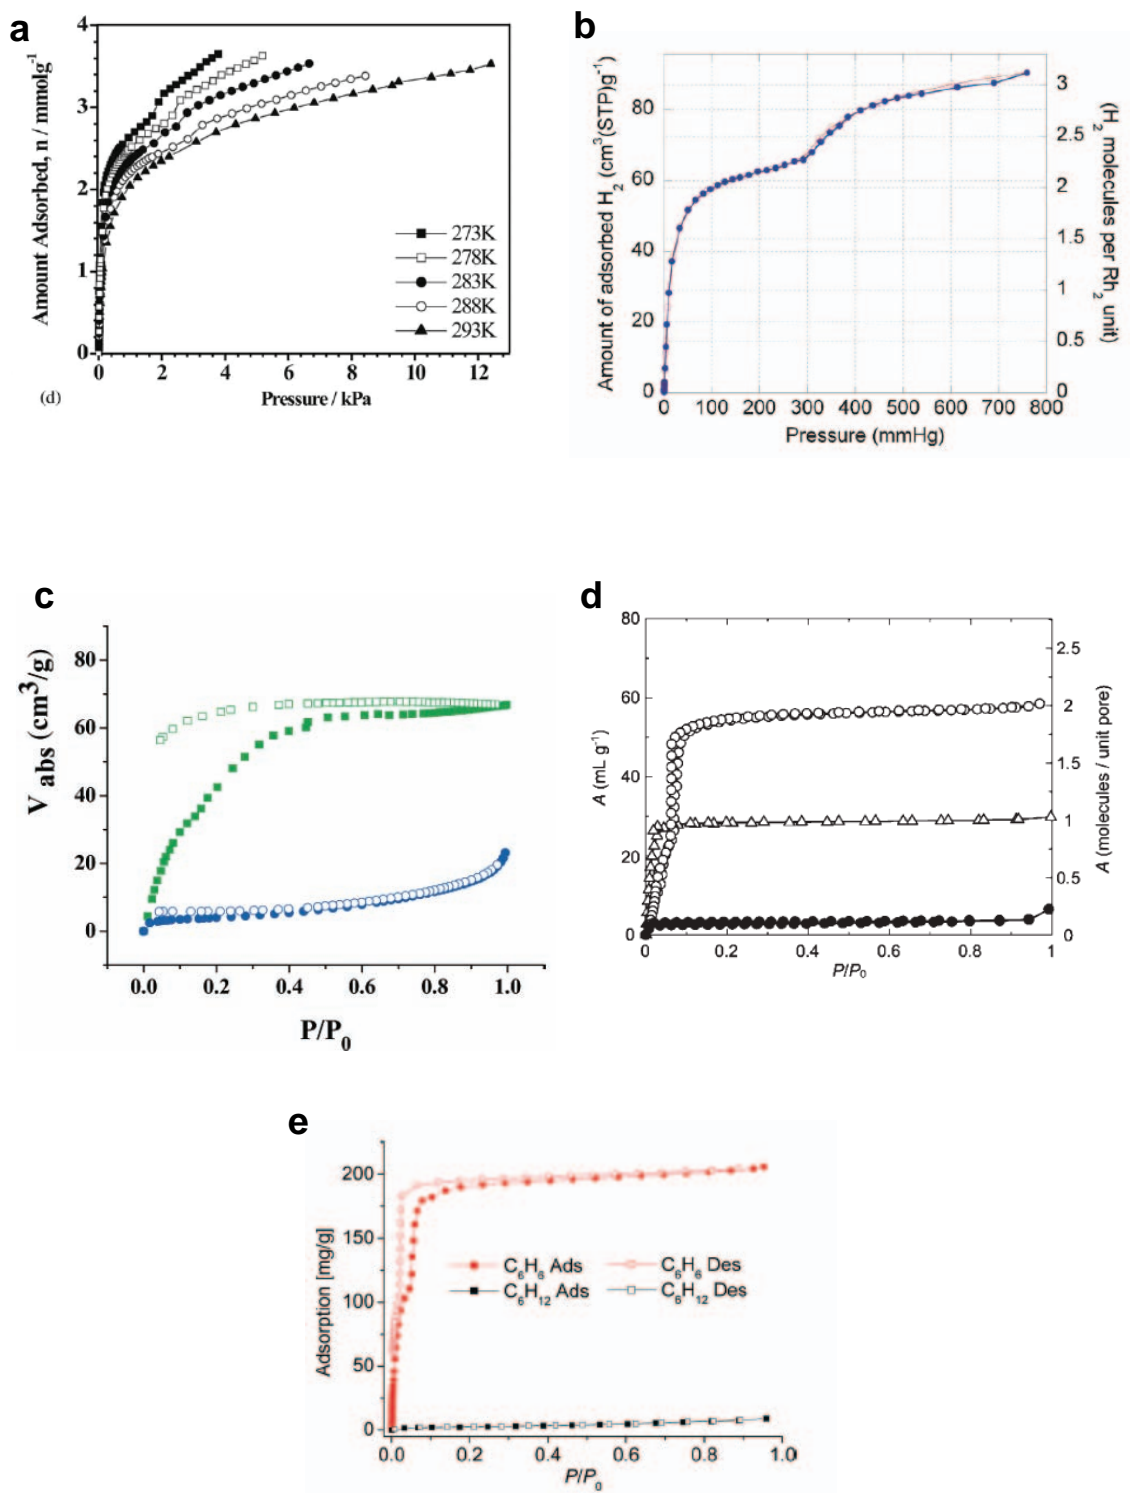 a
Amount Adsorbed, n / mmolg⁻¹
4
3
2
1
0
273K
278K
283K
288K
293K
0 2 4 6 8 10 12
Pressure / kPa
(d)
b
Amount of adsorbed H₂ (cm³(STP)g⁻¹)
80
60
40
20
0
3
2.5
2
1.5
1
0.5
0
(H₂ molecules per Rh₂ unit)
0 100 200 300 400 500 600 700 800
Pressure (mmHg)
c
V abs (cm³/g)
80
60
40
20
0
0.0 0.2 0.4 0.6 0.8 1.0
P/P₀
d
A (mL g⁻¹)
80
60
40
20
0
2.5
2
1.5
1
0.5
0
A (molecules / unit pore)
0 0.2 0.4 0.6 0.8 1
P/P₀
e
Adsorption [mg/g]
200
150
100
50
0
C₆H₆ Ads C₆H₆ Des
C₆H₁₂ Ads C₆H₁₂ Des
0.0 0.2 0.4 0.6 0.8 1.0
P/P₀